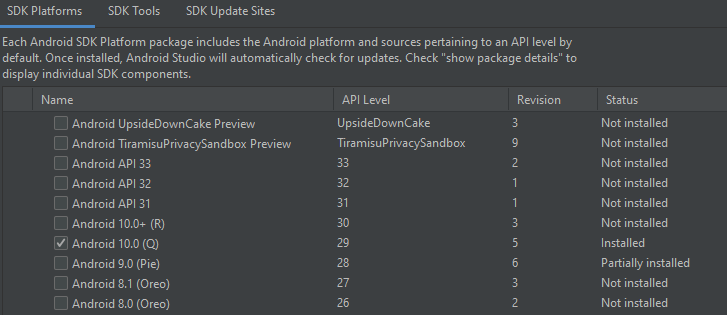 SDK Platforms SDK Tools SDK Update Sites
Each Android SDK Platform package includes the Android platform and sources pertaining to an API level by
default. Once installed, Android Studio will automatically check for updates. Check "show package details" to
display individual SDK components.
Name API Level Revision Status
Android UpsideDownCake Preview UpsideDownCake 3 Not installed
Android TiramisuPrivacySandbox Preview TiramisuPrivacySandbox 9 Not installed
Android API 33 33 2 Not installed
Android API 32 32 1 Not installed
Android API 31 31 1 Not installed
Android 10.0+ (R) 30 3 Not installed
Android 10.0 (Q) 29 5 Installed
Android 9.0 (Pie) 28 6 Partially installed
Android 8.1 (Oreo) 27 3 Not installed
Android 8.0 (Oreo) 26 2 Not installed